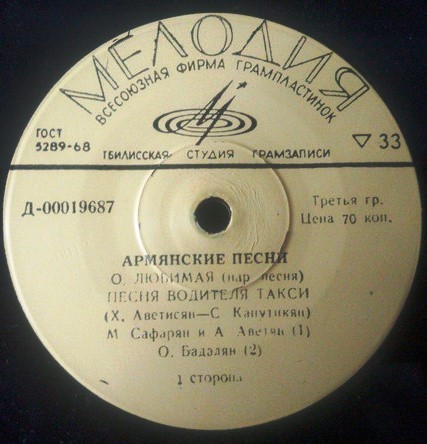 МЕЛОДИЯ
ВСЕСОЮЗНАЯ ФИРМА ГРАМПЛАСТИНОК
ГОСТ
5289-68
ТБИЛИССКАЯ СТУДИЯ ГРАМЗАПИСИ
▽ 33
Д-00019687
Третья гр.
Цена 70 коп.
АРМЯНСКИЕ ПЕСНИ
О, ЛЮБИМАЯ (нар. песня)
ПЕСНЯ ВОДИТЕЛЯ ТАКСИ
(Х. Аветисян—С. Капутикян)
М Сафарян и А Аветян (1)
О. Бадалян (2)
1 сторона